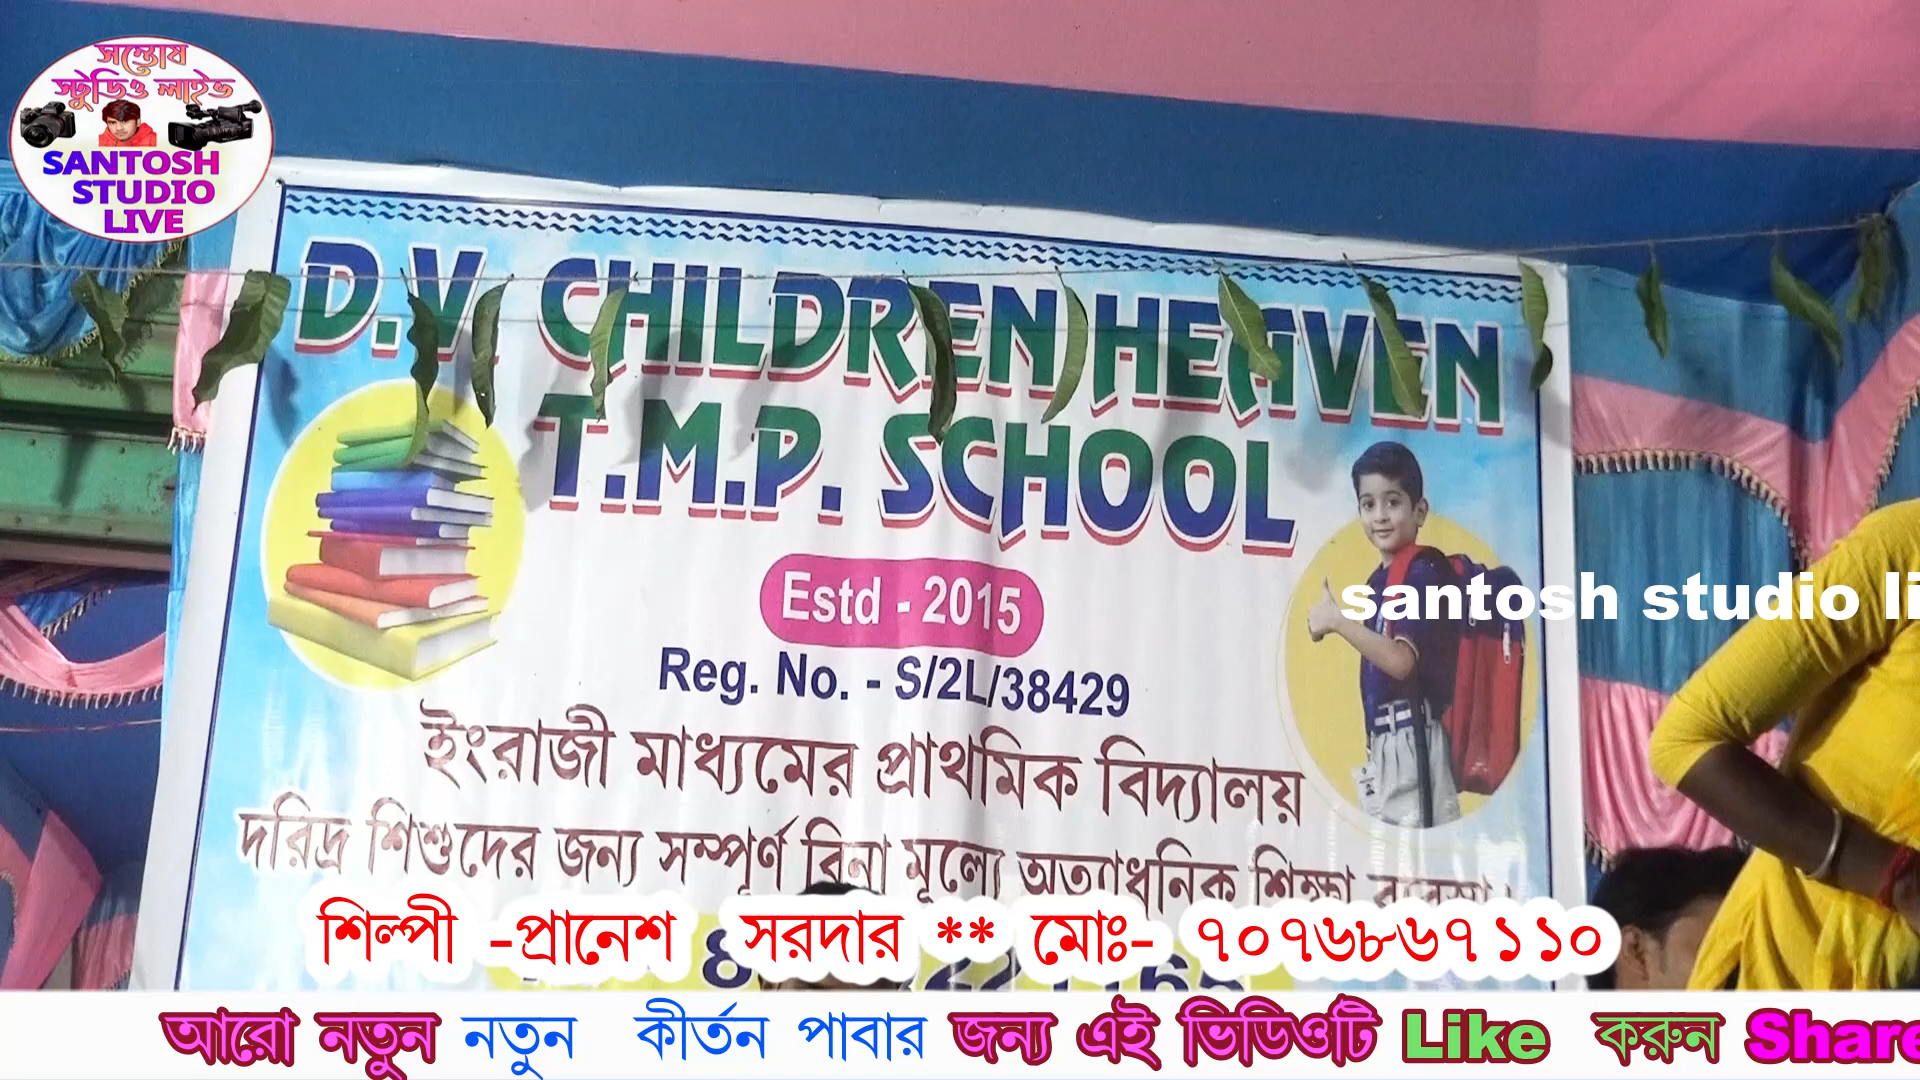 সন্তোষ
স্টুডিও লাইভ
SANTOSH
STUDIO
LIVE
D.V. CHILDREN HEAVEN
T.M.P. SCHOOL
Estd - 2015
Reg. No. - S/2L/38429
santosh studio li
ইংরাজী মাধ্যমের প্রাথমিক বিদ্যালয়
দরিদ্র শিশুদের জন্য সম্পূর্ণ বিনা মূল্যে অত্যাধুনিক শিক্ষা
শিল্পী -প্রানেশ সরদার ** মোঃ- ৭০৭৬৮৬৭১১০
আরো নতুন নতুন কীর্তন পাবার জন্য এই ভিডিওটি Like করুন Share